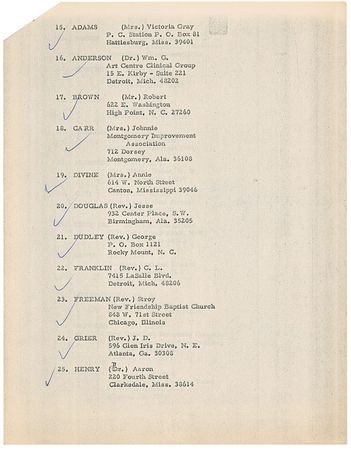 15. ADAMS (Mrs.) Victoria Gray
P. C. Station P. O. Box 81
Hattiesburg, Miss. 39401
16. ANDERSON (Dr.) Wm. G.
Art Centre Clinical Group
15 E. Kirby - Suite 221
Detroit, Mich. 48202
17. BROWN (Mr.) Robert
622 E. Washington
High Point, N. C. 27260
18. CARR (Mrs.) Johnnie
Montgomery Improvement
Association
712 Dorsey
Montgomery, Ala. 36108
19. DIVINE (Mrs.) Annie
614 W. North Street
Canton, Mississippi 39046
20. DOUGLAS (Rev.) Jesse
932 Center Place, S.W.
Birmingham, Ala. 35205
21. DUDLEY (Rev.) George
P. O. Box 1121
Rocky Mount, N. C.
22. FRANKLIN (Rev.) C. L.
7415 LaSalle Blvd.
Detroit, Mich. 48206
23. FREEMAN (Rev.) Stroy
New Friendship Baptist Church
848 W. 71st Street
Chicago, Illinois
24. GRIER (Rev.) J. D.
596 Glen Iris Drive, N. E.
Atlanta, Ga. 30308
25. HENRY (Dr.) Aaron
220 Fourth Street
Clarksdale, Miss. 38614